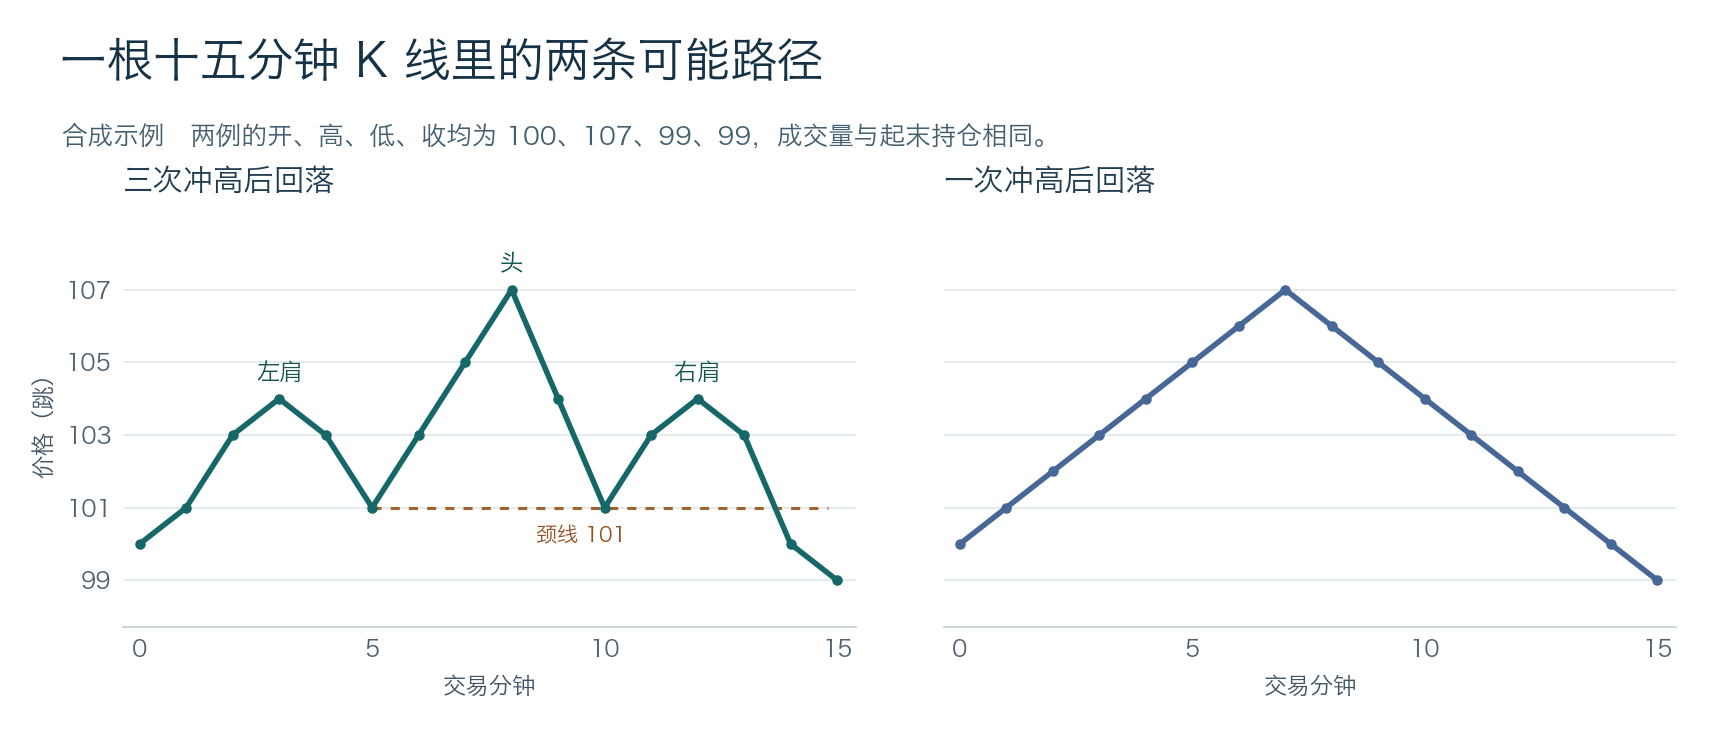 一根十五分钟 K 线里的两条可能路径
合成示例　两例的开、高、低、收均为 100、107、99、99，成交量与起末持仓相同。
三次冲高后回落
头
左肩
右肩
颈线 101
107
105
103
101
99
价格（跳）
0 5 10 15
交易分钟
一次冲高后回落
0 5 10 15
交易分钟